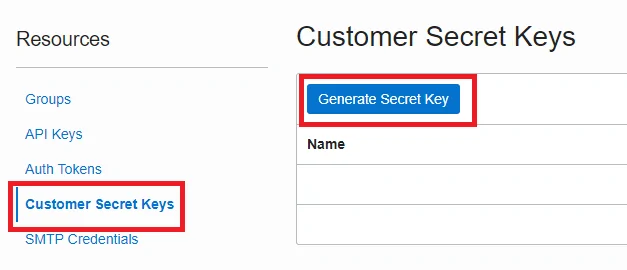 Resources
Groups
API Keys
Auth Tokens
Customer Secret Keys
SMTP Credentials
Customer Secret Keys
Generate Secret Key
Name